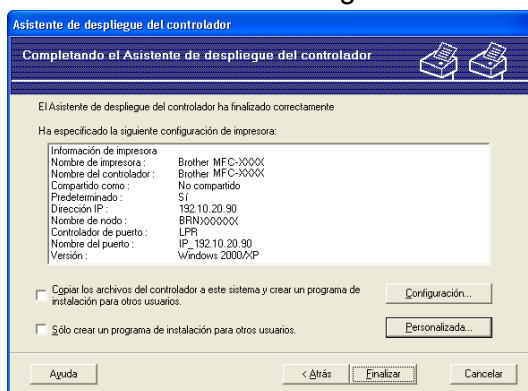 Asistente de despliegue del controlador
Completando el Asistente de despliegue del controlador
El Asistente de despliegue del controlador ha finalizado correctamente
Ha especificado la siguiente configuración de impresora:
Información de impresora
Nombre de impresora : Brother MFC-XXXX
Nombre del controlador : Brother MFC-XXXX
Compartido como : No compartido
Predeterminado : Sí
Dirección IP : 192.10.20.90
Nombre de nodo : BRNXXXXXX
Controlador de puerto : LPR
Nombre del puerto : IP_192.10.20.90
Versión : Windows 2000/XP
Copiar los archivos del controlador a este sistema y crear un programa de
instalación para otros usuarios.
Configuración...
Sólo crear un programa de instalación para otros usuarios.
Personalizada...
Ayuda < Atrás Finalizar Cancelar